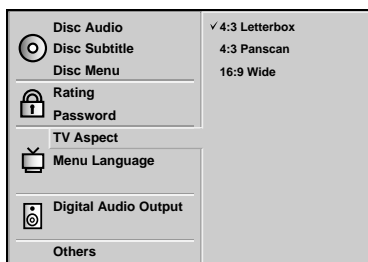 Disc Audio
Disc Subtitle
Disc Menu
Rating
Password
TV Aspect
Menu Language
Digital Audio Output
Others
✓ 4:3 Letterbox
4:3 Panscan
16:9 Wide